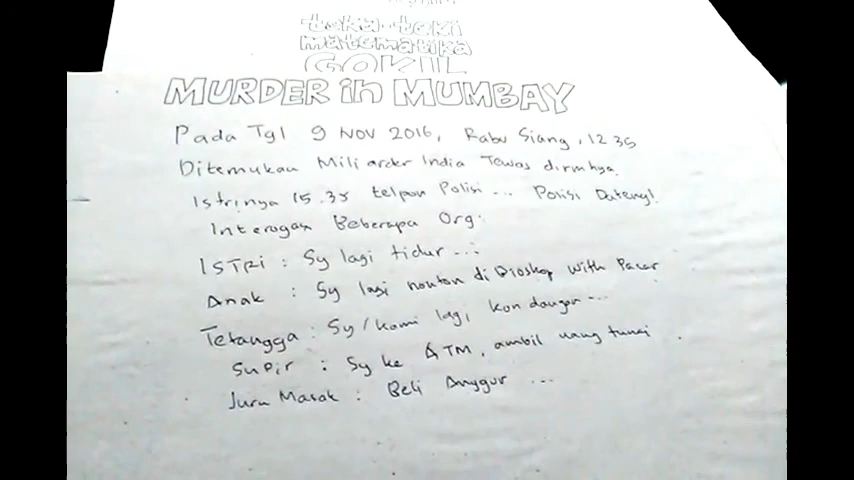 teka-teki
matematika
GOKIL
MURDER in MUMBAY
Pada Tgl 9 NOV 2016, Rabu Siang, 12 35
Ditemukan Miliarder India Tewas dirmhnya.
Istrinya 15.35 telpon Polisi ... Polisi Dateng!
Interogasi Beberapa Org:
ISTRI : Sy lagi tidur ...
Anak : Sy lagi nonton di Bioskop with Pacar
Tetangga : Sy/kami lagi kondangan ...
Supir : Sy ke ATM, ambil uang tunai
Juru Masak : Beli Anggur ...